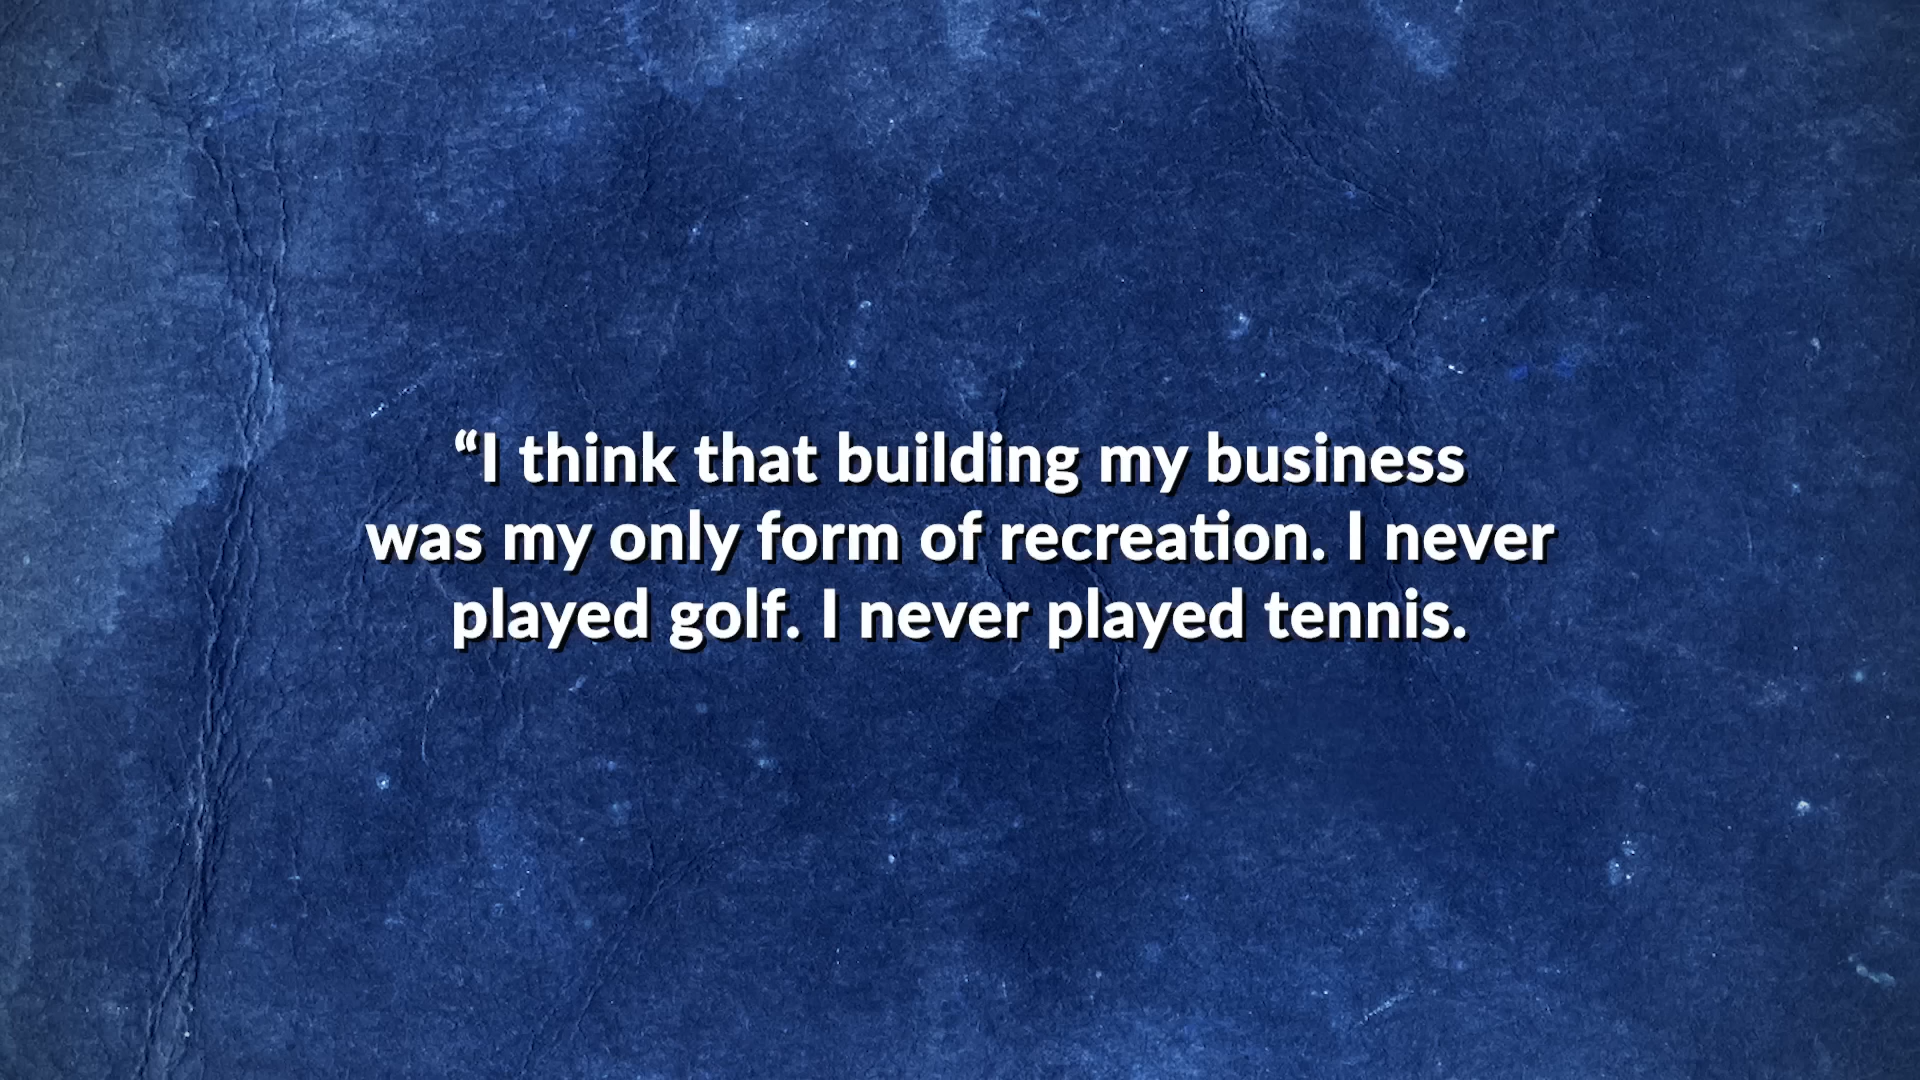 “I think that building my business
was my only form of recreation. I never
played golf. I never played tennis.